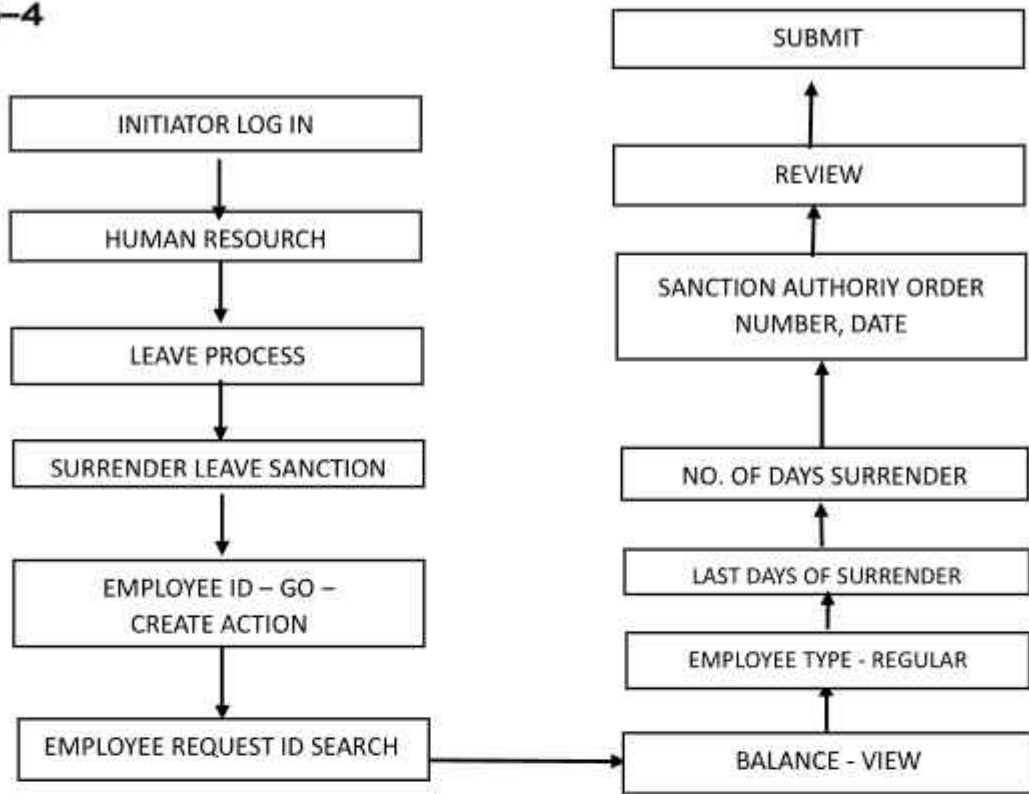 -4
INITIATOR LOG IN
HUMAN RESOURCH
LEAVE PROCESS
SURRENDER LEAVE SANCTION
EMPLOYEE ID – GO –
CREATE ACTION
EMPLOYEE REQUEST ID SEARCH
BALANCE - VIEW
EMPLOYEE TYPE - REGULAR
LAST DAYS OF SURRENDER
NO. OF DAYS SURRENDER
SANCTION AUTHORIY ORDER
NUMBER, DATE
REVIEW
SUBMIT